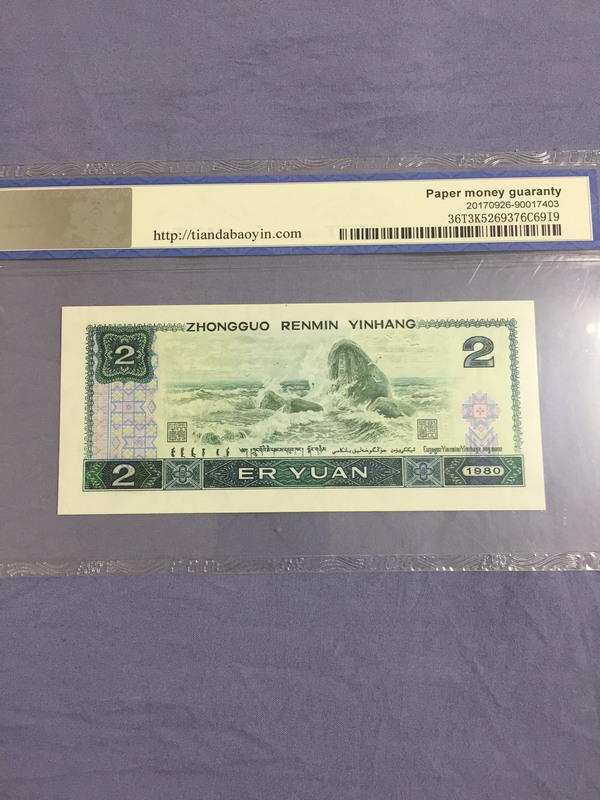 Paper money guaranty
20170926-90017403
http://tiandabaoyin.com
36T3K5269376C69I9
ZHONGGUO RENMIN YINHANG
2
2
2
ER YUAN
1980